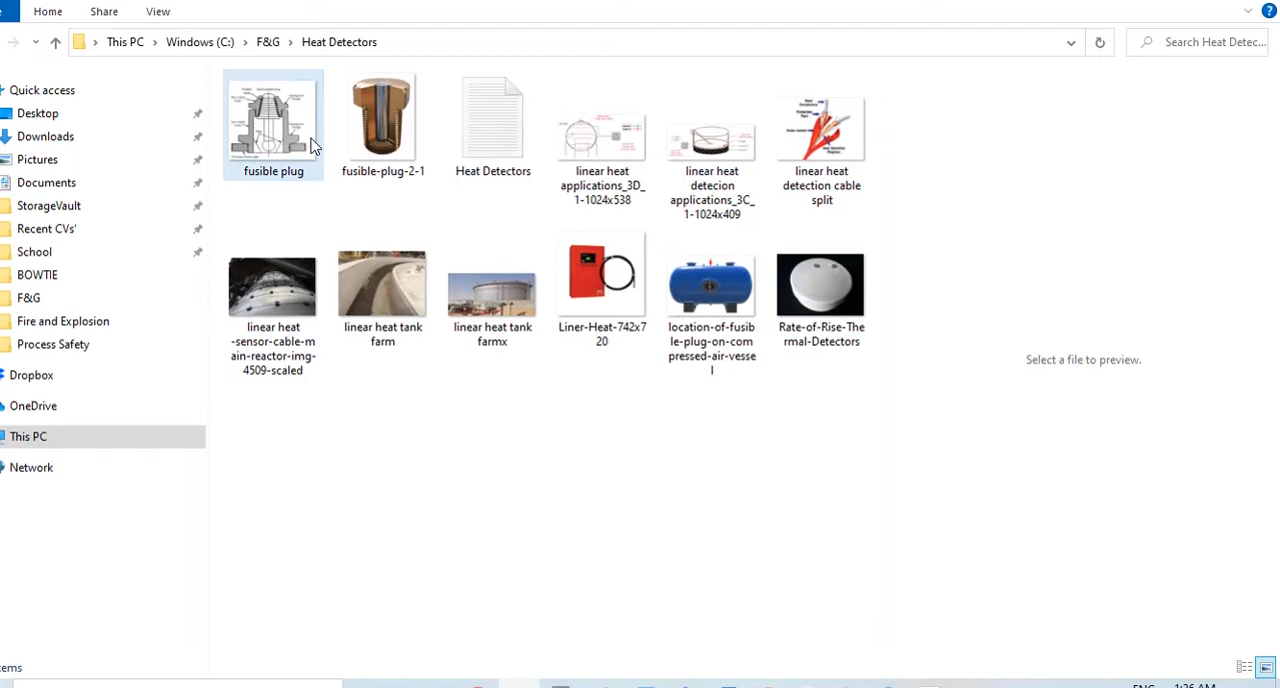 Home Share View
This PC Windows (C:) F&G Heat Detectors
Search Heat Detec...
Quick access
Desktop
Downloads
Pictures
Documents
StorageVault
Recent CVs'
School
BOWTIE
F&G
Fire and Explosion
Process Safety
Dropbox
OneDrive
This PC
Network
fusible plug
fusible-plug-2-1
Heat Detectors
linear heat
applications_3D_
1-1024x538
linear heat
detecion
applications_3C_
1-1024x409
linear heat
detection cable
split
linear heat
-sensor-cable-m
ain-reactor-img-
4509-scaled
linear heat tank
farm
linear heat tank
farmx
Liner-Heat-742x7
20
location-of-fusib
le-plug-on-com
pressed-air-vesse
l
Rate-of-Rise-The
rmal-Detectors
Select a file to preview.
ems